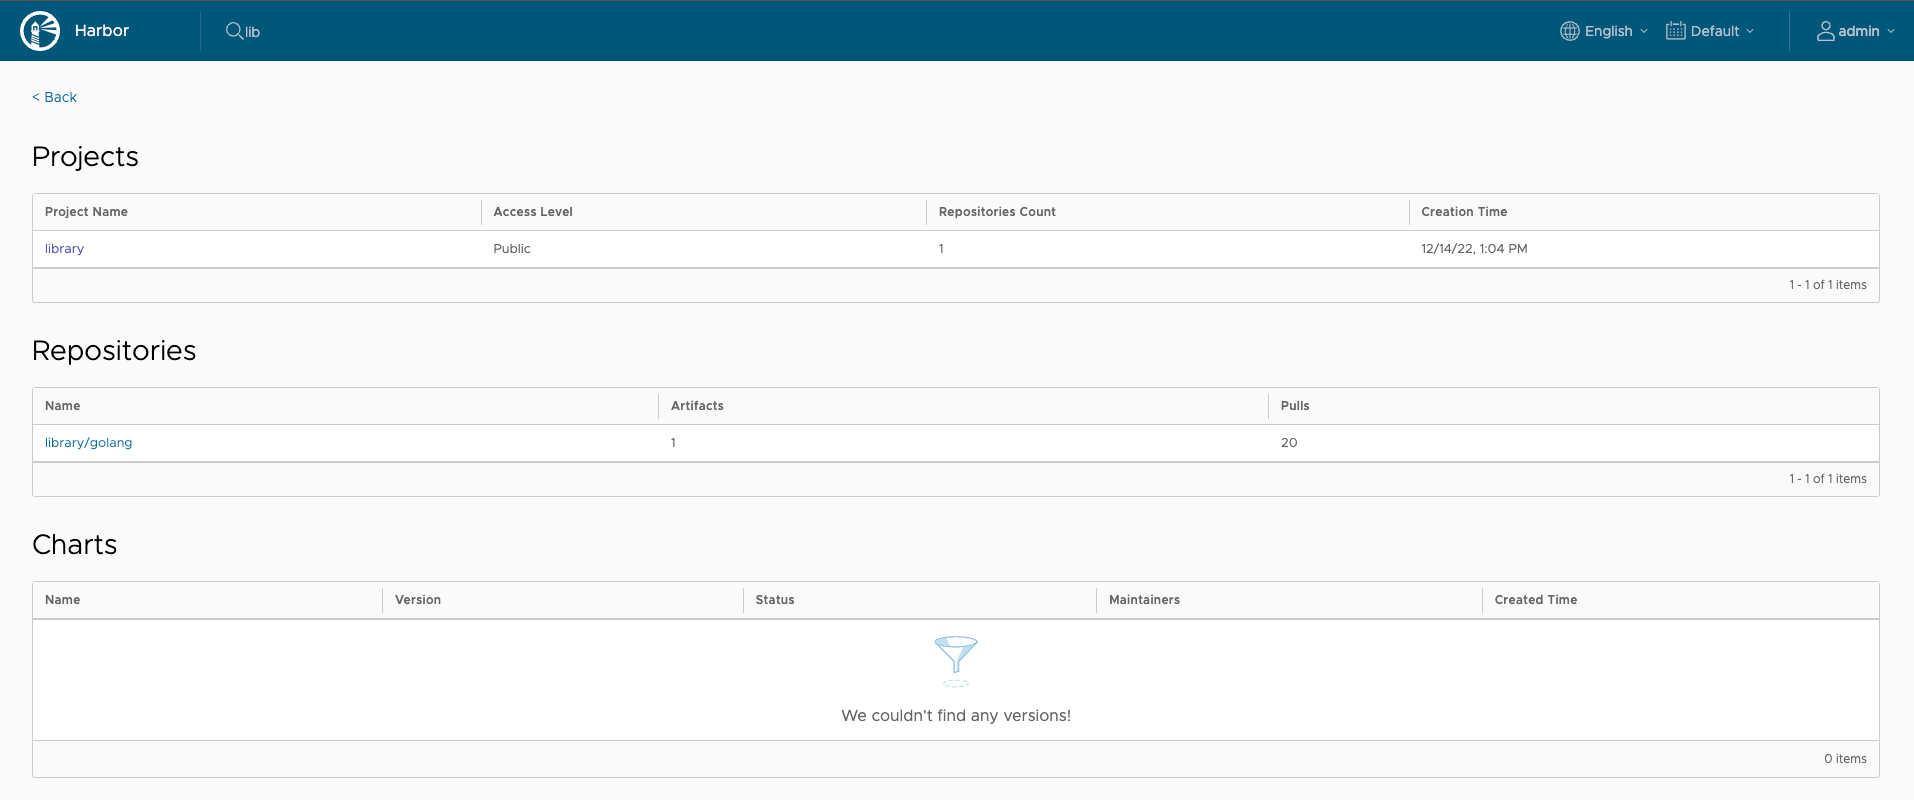 Harbor
lib
English
Default
admin
< Back
Projects
Project Name Access Level Repositories Count Creation Time
library Public 1 12/14/22, 1:04 PM
1 - 1 of 1 items
Repositories
Name Artifacts Pulls
library/golang 1 20
1 - 1 of 1 items
Charts
Name Version Status Maintainers Created Time
We couldn't find any versions!
0 items